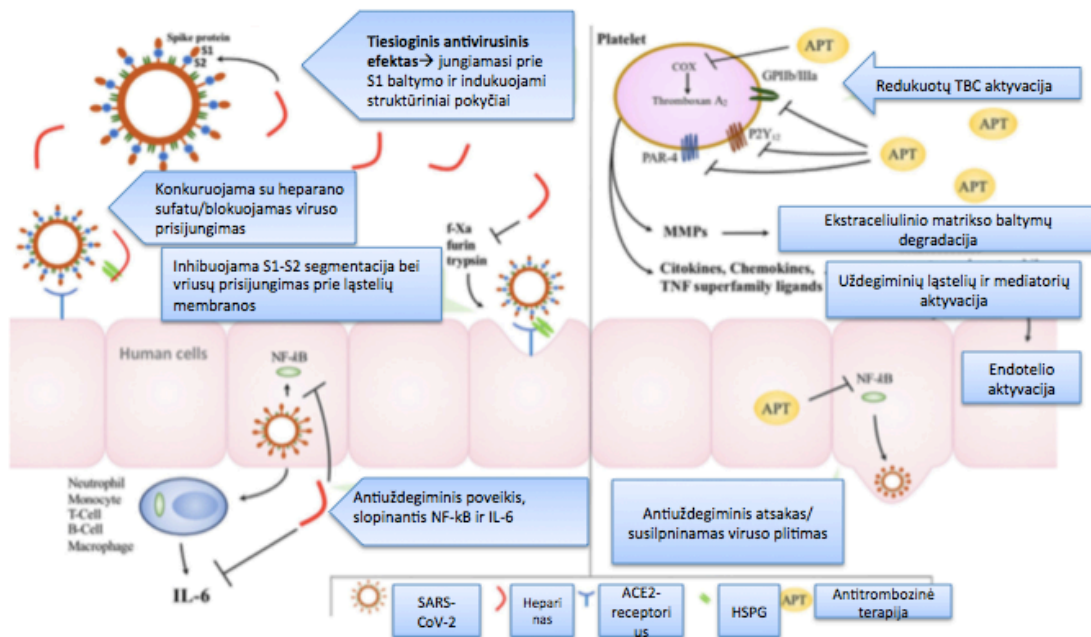 Spike protein
S1
S2
Tiesioginis antivirusinis
efektas→ jungiamasi prie
S1 baltymo ir indukuojami
struktūriniai pokyčiai
Konkuruojama su heparano
sufatu/blokuojamas viruso
prisijungimas
Inhibuojama S1-S2 segmentacija bei
vriusų prisijungimas prie ląstelių
membranos
f-Xa
furin
trypsin
Human cells
NF-kB
Neutrophil
Monocyte
T-Cell
B-Cell
Macrophage
IL-6
Antiuždegiminis poveikis,
slopinantis NF-kB ir IL-6
Platelet
COX
Thromboxan A2
GPIIb/IIIa
P2Y12
PAR-4
APT
Redukuotų TBC aktyvacija
APT
APT
APT
MMPs
Ekstraceliulinio matrikso baltymų
degradacija
Citokines, Chemokines,
TNF superfamily ligands
Uždegiminių ląstelių ir mediatorių
aktyvacija
Endotelio
aktyvacija
APT
NF-kB
Antiuždegiminis atsakas/
susilpninamas viruso plitimas
SARS-
CoV-2
Hepari
nas
ACE2-
receptori
us
HSPG
APT
Antitrombozinė
terapija